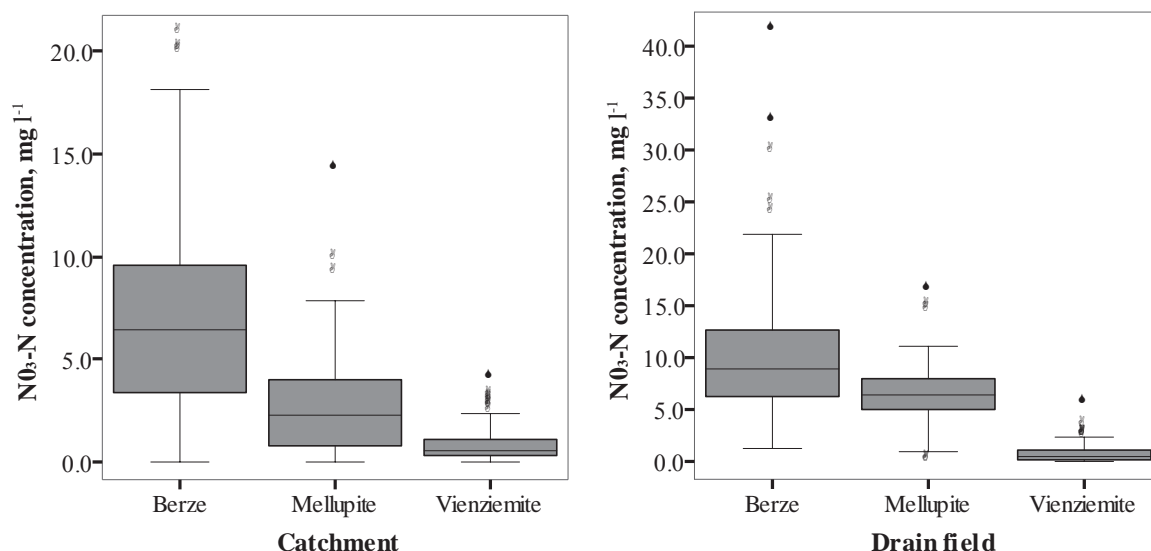 N0₃-N concentration, mg l⁻¹
20.0
15.0
10.0
5.0
0.0
Berze Mellupite Vienziemite
Catchment
N0₃-N concentration, mg l⁻¹
40.0
35.0
30.0
25.0
20.0
15.0
10.0
5.0
0.0
Berze Mellupite Vienziemite
Drain field